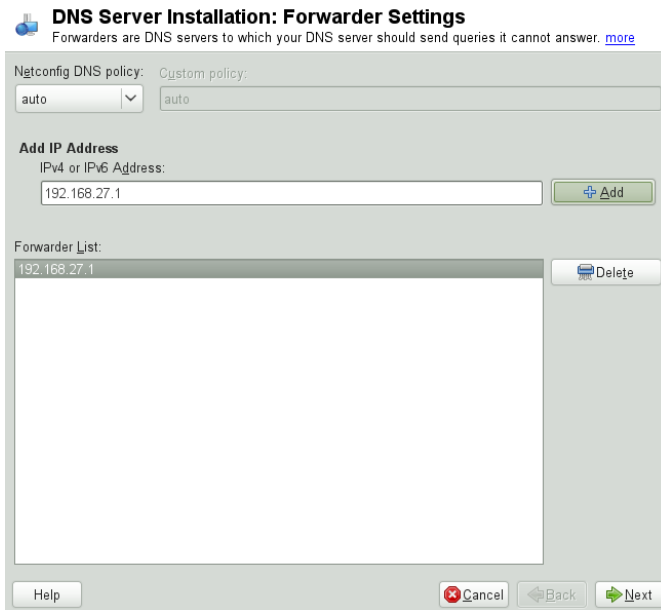 DNS Server Installation: Forwarder Settings
Forwarders are DNS servers to which your DNS server should send queries it cannot answer. more
Netconfig DNS policy: Custom policy:
auto auto
Add IP Address
IPv4 or IPv6 Address:
192.168.27.1 Add
Forwarder List:
192.168.27.1 Delete
Help Cancel Back Next